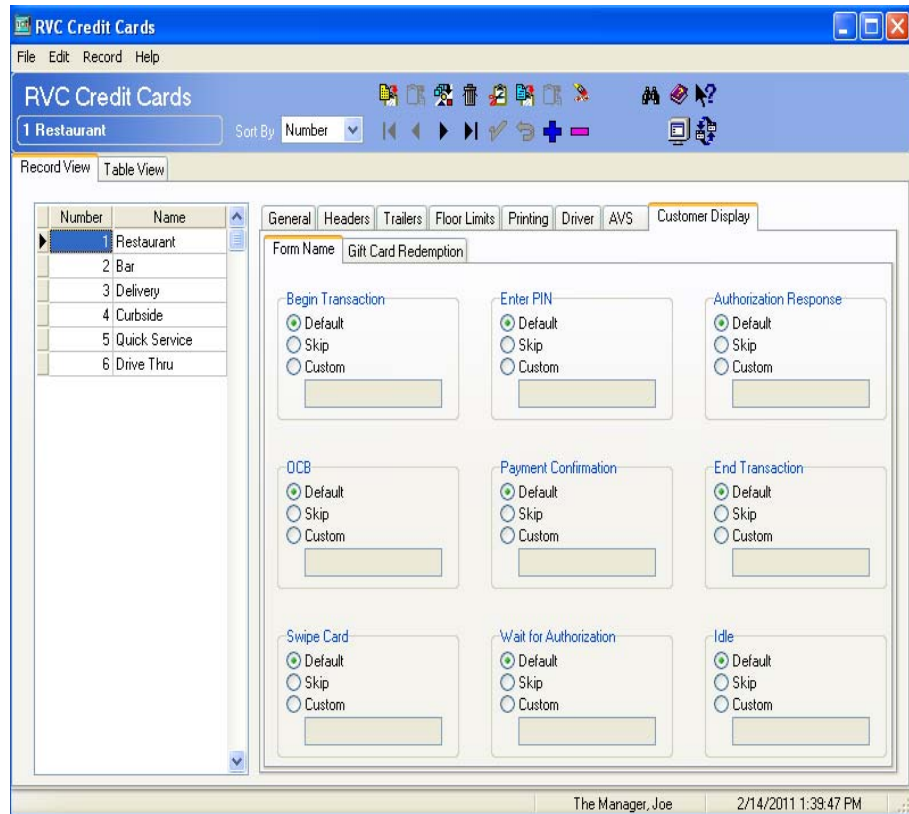 RVC Credit Cards
File Edit Record Help
RVC Credit Cards
1 Restaurant
Sort By Number
Record View Table View
Number Name
1 Restaurant
2 Bar
3 Delivery
4 Curbside
5 Quick Service
6 Drive Thru
General Headers Trailers Floor Limits Printing Driver AVS Customer Display
Form Name Gift Card Redemption
Begin Transaction
Default
Skip
Custom
Enter PIN
Default
Skip
Custom
Authorization Response
Default
Skip
Custom
OCB
Default
Skip
Custom
Payment Confirmation
Default
Skip
Custom
End Transaction
Default
Skip
Custom
Swipe Card
Default
Skip
Custom
Wait for Authorization
Default
Skip
Custom
Idle
Default
Skip
Custom
The Manager, Joe 2/14/2011 1:39:47 PM